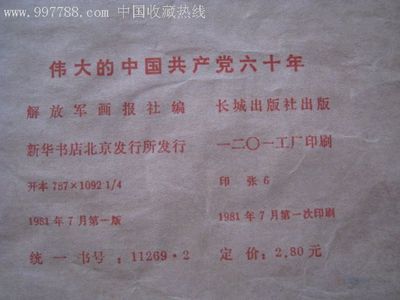 www.997788.com 中国收藏热线
伟大的中国共产党六十年
解放军画报社编 长城出版社出版
新华书店北京发行所发行 一二〇一工厂印刷
开本 787×1092 1/4 印 张 6
1981 年 7 月第一版 1981 年 7 月第一次印刷
统 一 书号：11269·2 定 价：2.80 元